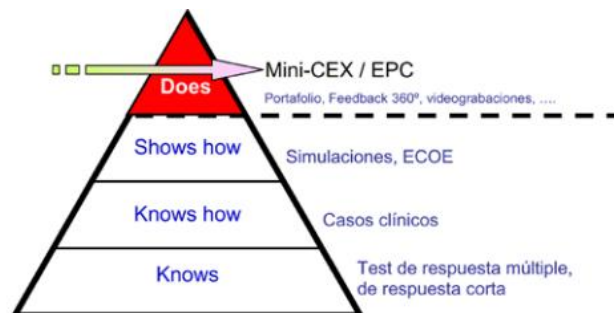 Mini-CEX / EPC
Does
Portafolio, Feedback 360º, videograbaciones, ....
Shows how
Simulaciones, ECOE
Knows how
Casos clínicos
Knows
Test de respuesta múltiple,
de respuesta corta